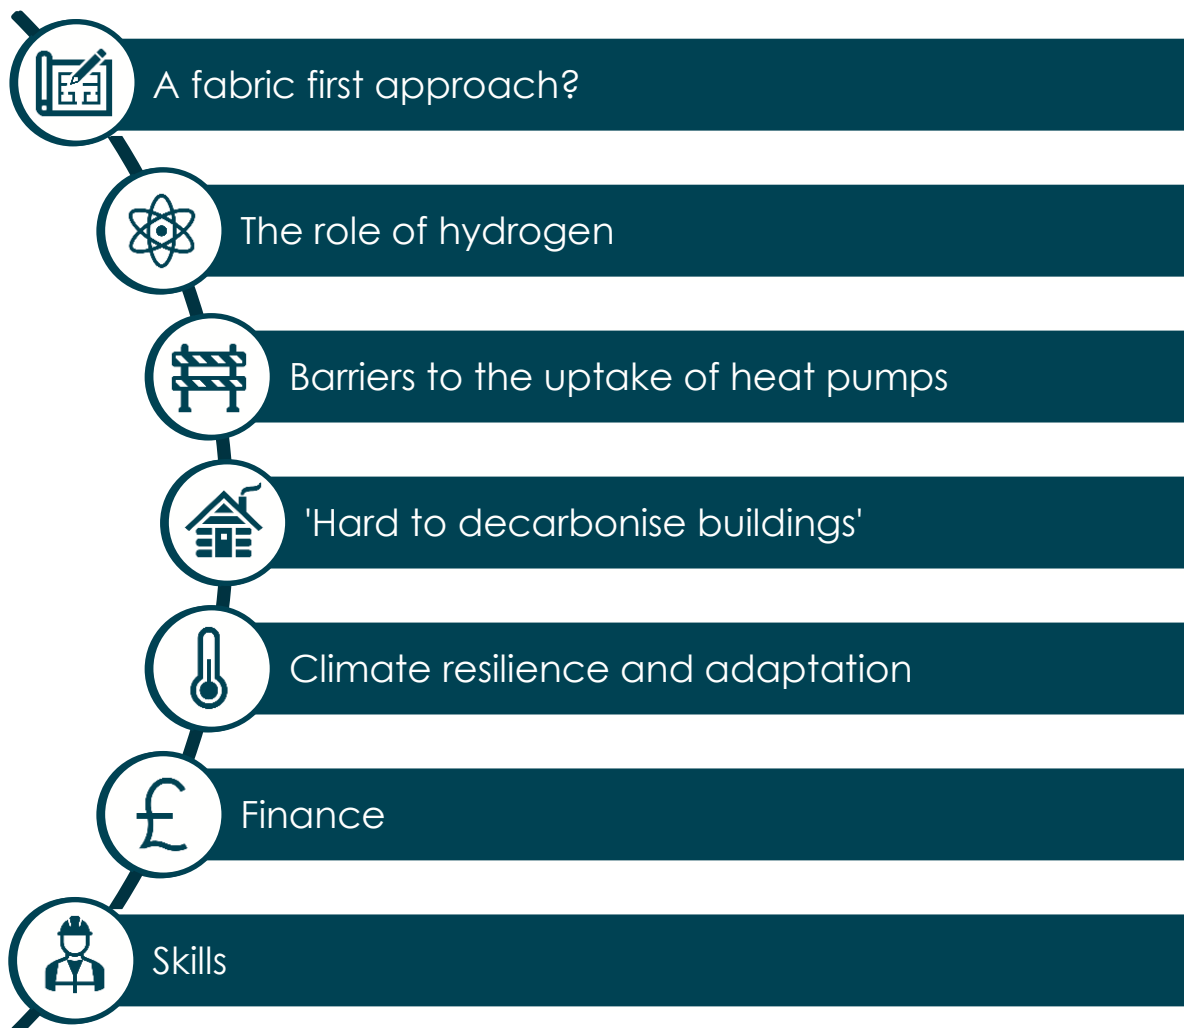 A fabric first approach?
The role of hydrogen
Barriers to the uptake of heat pumps
'Hard to decarbonise buildings'
Climate resilience and adaptation
£
Finance
Skills